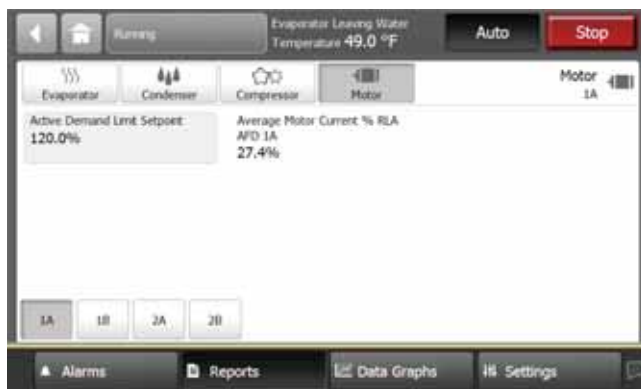 Running
Evaporator Leaving Water
Temperature 49.0 °F
Auto
Stop
Evaporator
Condenser
Compressor
Motor
Motor
1A
Active Demand Limit Setpoint
120.0%
Average Motor Current % RLA
AFD 1A
27.4%
1A
1B
2A
2B
Alarms
Reports
Data Graphs
Settings